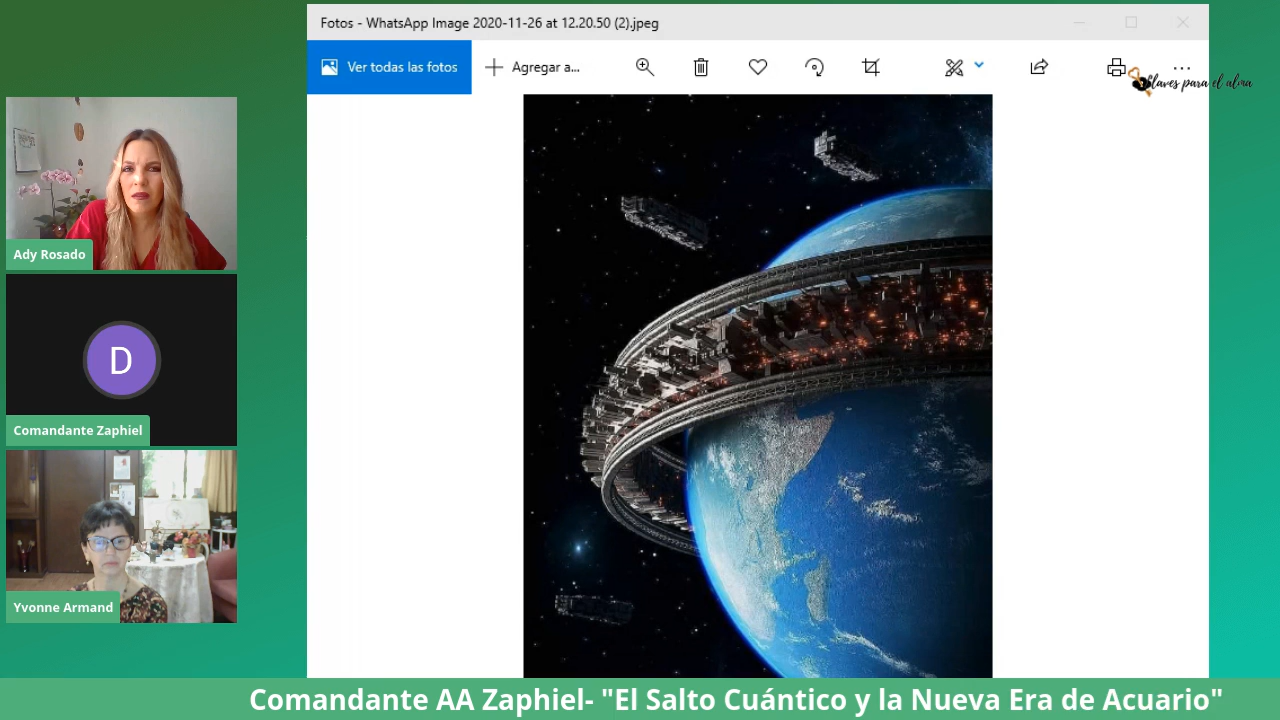 Fotos - WhatsApp Image 2020-11-26 at 12.20.50 (2).jpeg
Ver todas las fotos
Agregar a...
laves para el alma
Ady Rosado
D
Comandante Zaphiel
Yvonne Armand
Comandante AA Zaphiel- "El Salto Cuántico y la Nueva Era de Acuario"